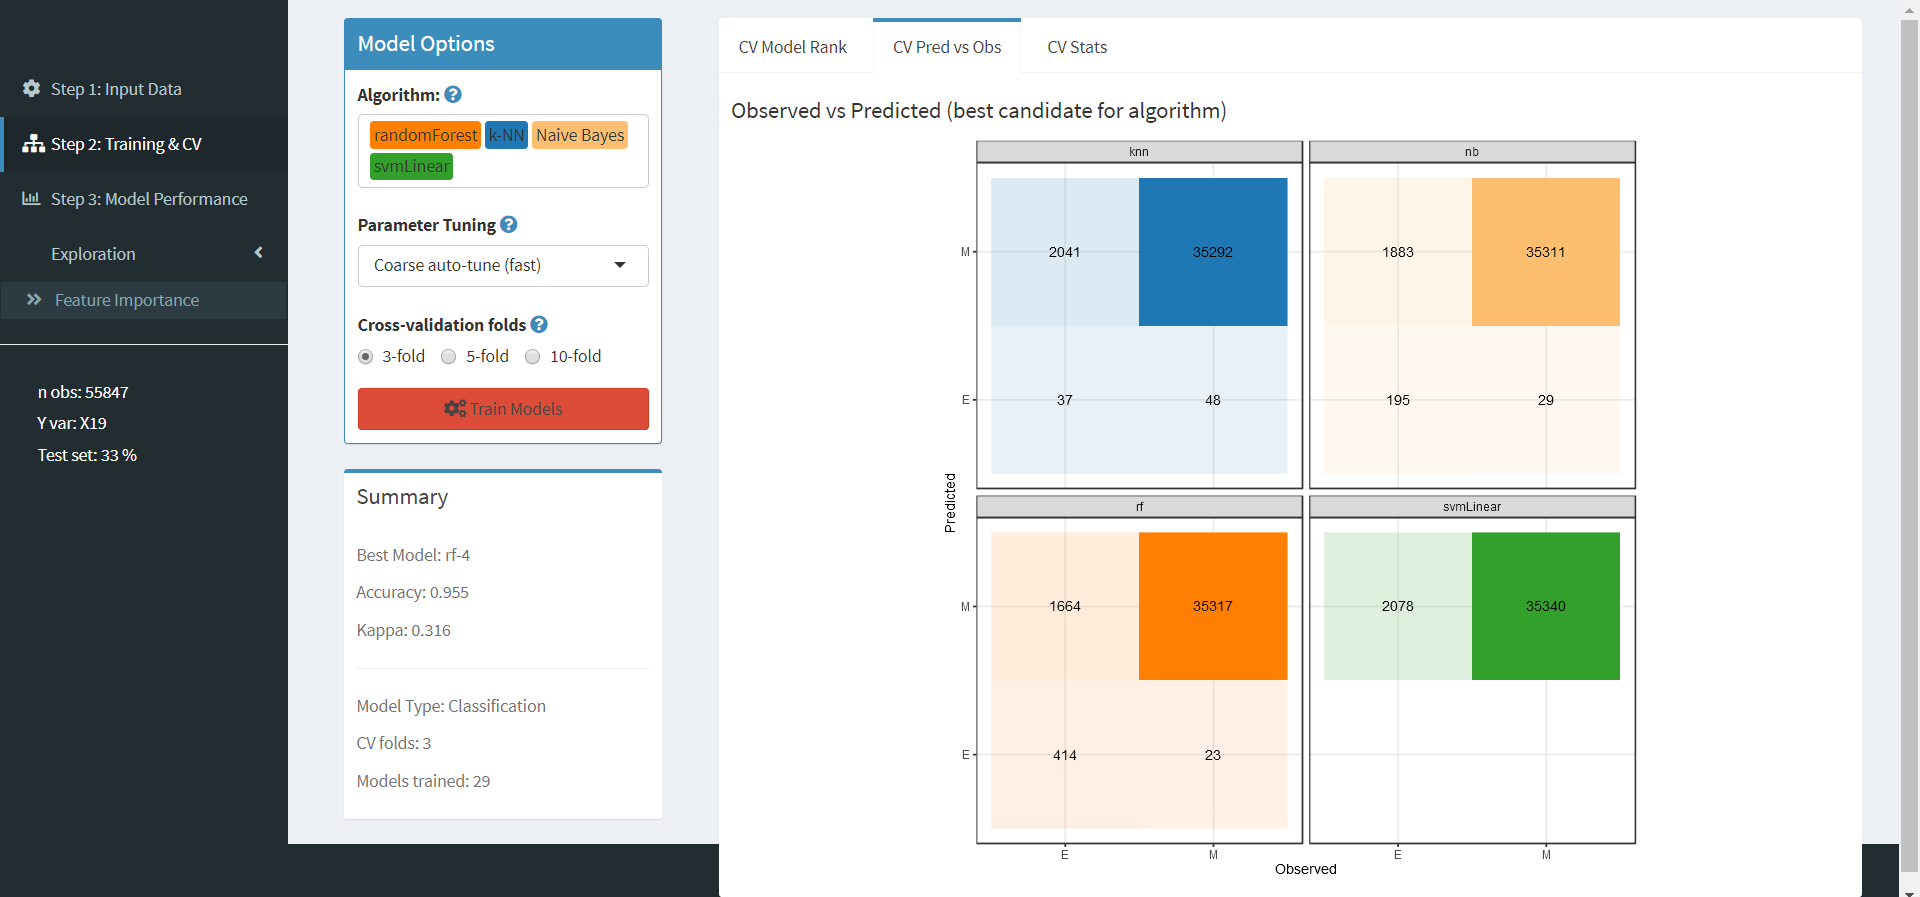 Step 1: Input Data
Step 2: Training & CV
Step 3: Model Performance
Exploration
Feature Importance
n obs: 55847
Y var: X19
Test set: 33 %
Model Options
Algorithm: ?
randomForest k-NN Naive Bayes
svmLinear
Parameter Tuning ?
Coarse auto-tune (fast)
Cross-validation folds ?
3-fold 5-fold 10-fold
Train Models
Summary
Best Model: rf-4
Accuracy: 0.955
Kappa: 0.316
Model Type: Classification
CV folds: 3
Models trained: 29
CV Model Rank CV Pred vs Obs CV Stats
Observed vs Predicted (best candidate for algorithm)
knn nb
M 2041 35292 1883 35311
E 37 48 195 29
Predicted
rf svmLinear
M 1664 35317 2078 35340
E 414 23
E M E M
Observed